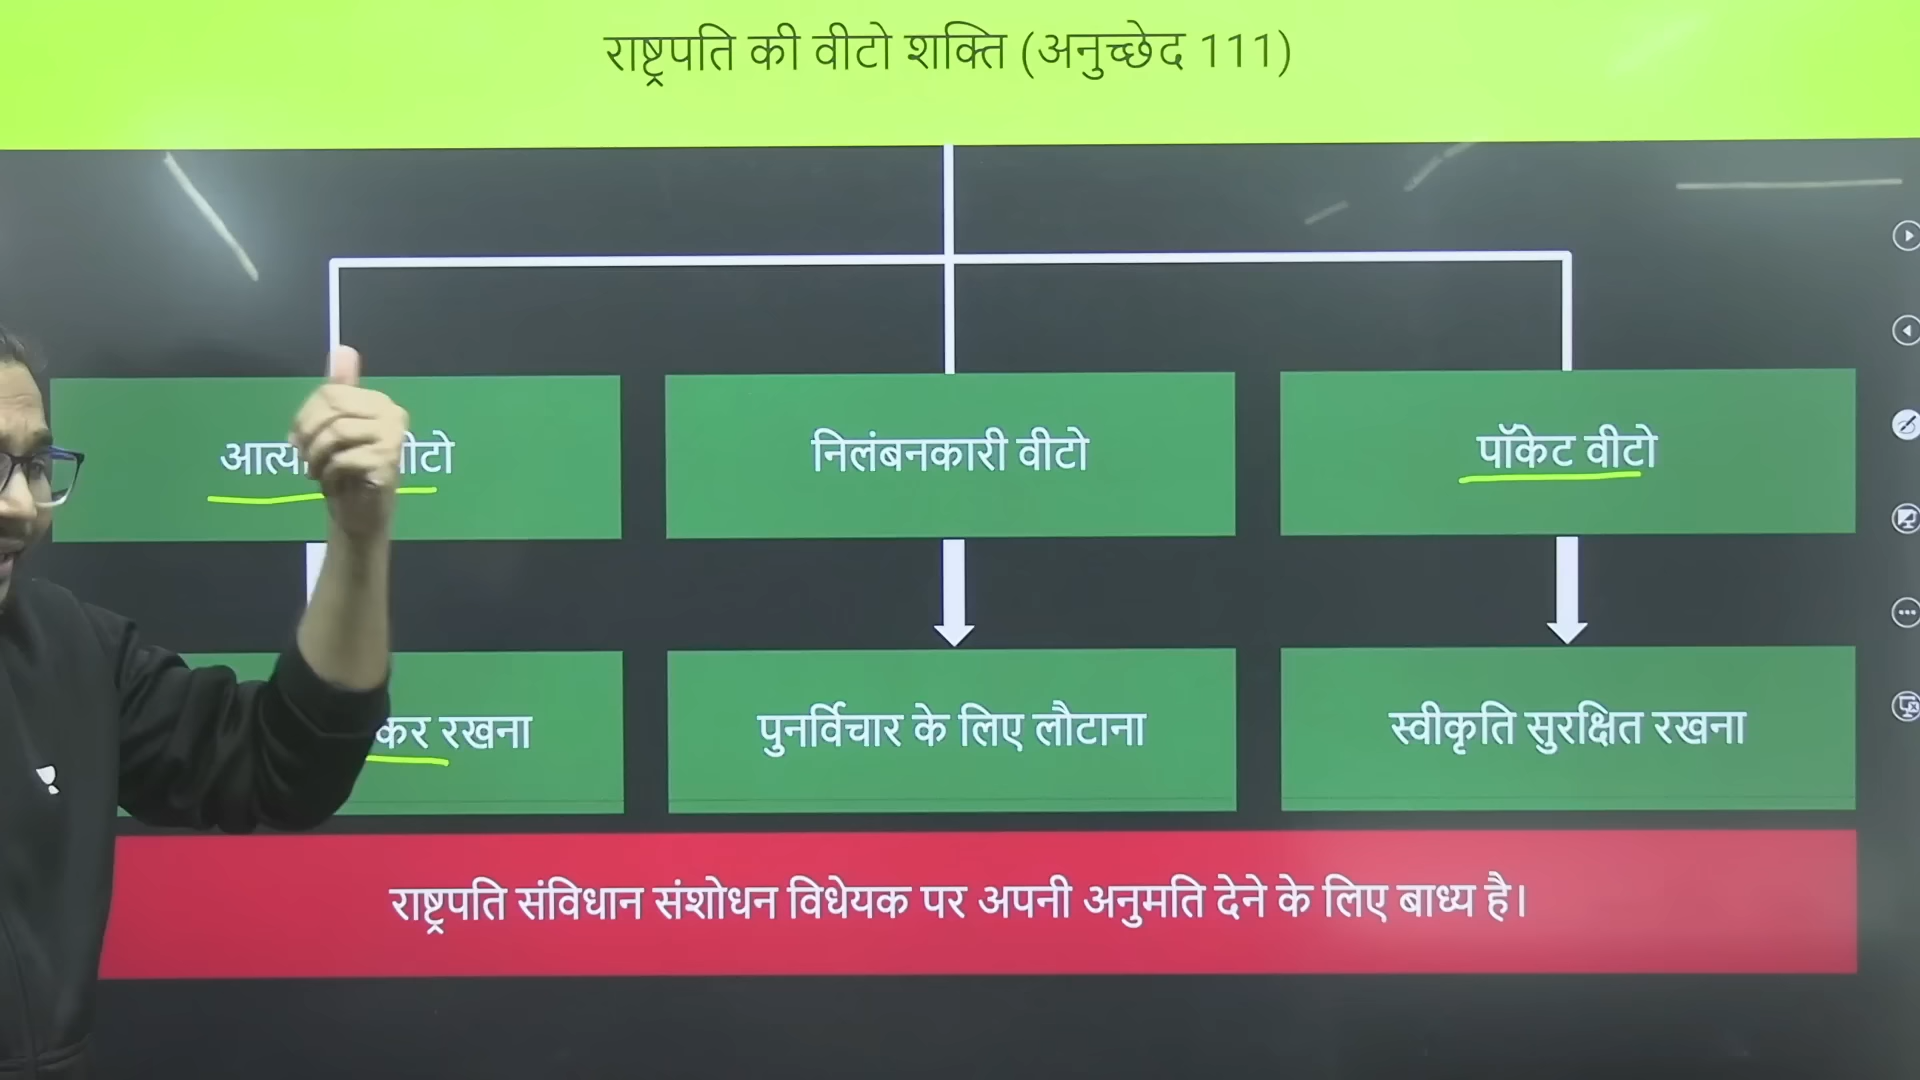 राष्ट्रपति की वीटो शक्ति (अनुच्छेद 111)
वीटो
निलंबनकारी वीटो
पॉकेट वीटो
कर रखना
पुनर्विचार के लिए लौटाना
स्वीकृति सुरक्षित रखना
राष्ट्रपति संविधान संशोधन विधेयक पर अपनी अनुमति देने के लिए बाध्य है।